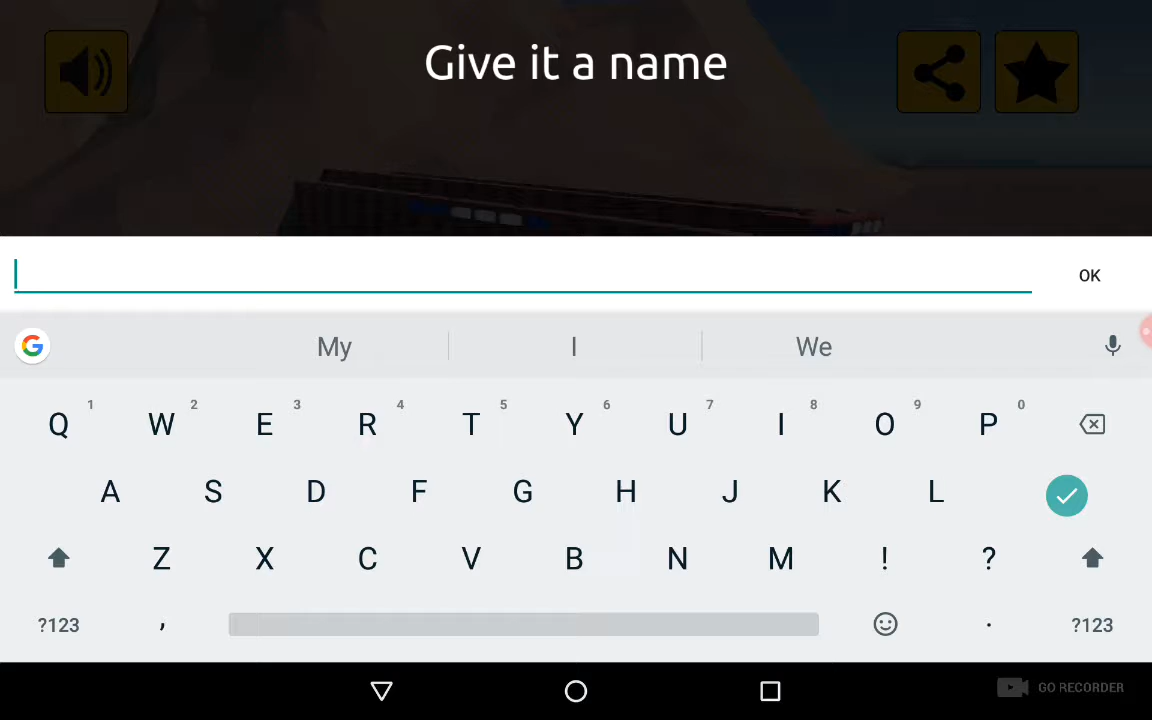 Give it a name
OK
My I We
Q 1 W 2 E 3 R 4 T 5 Y 6 U 7 I 8 O 9 P 0
A S D F G H J K L
Z X C V B N M ! ?
?123 , . ?123
GO RECORDER